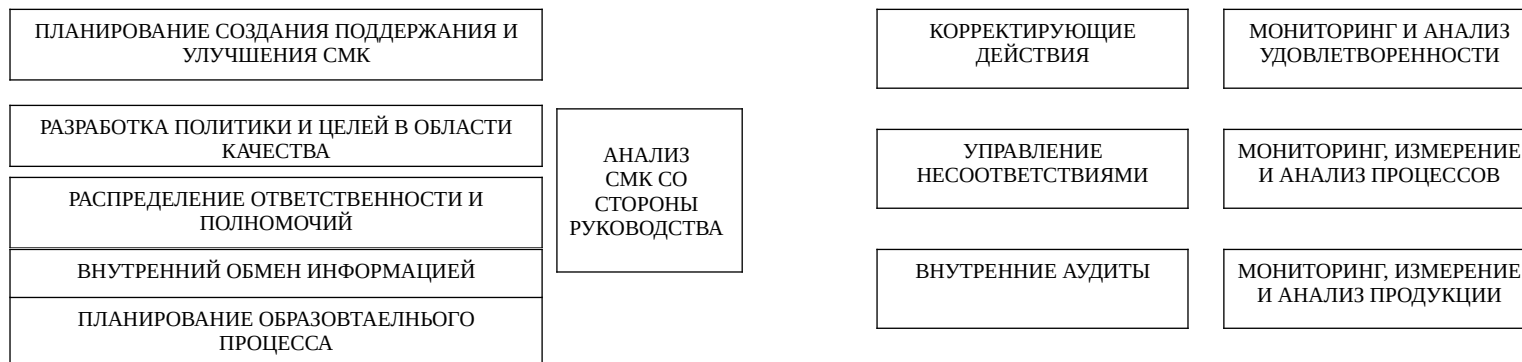 ПЛАНИРОВАНИЕ СОЗДАНИЯ ПОДДЕРЖАНИЯ И
УЛУЧШЕНИЯ СМК
РАЗРАБОТКА ПОЛИТИКИ И ЦЕЛЕЙ В ОБЛАСТИ
КАЧЕСТВА
РАСПРЕДЕЛЕНИЕ ОТВЕТСТВЕННОСТИ И
ПОЛНОМОЧИЙ
ВНУТРЕННИЙ ОБМЕН ИНФОРМАЦИЕЙ
ПЛАНИРОВАНИЕ ОБРАЗОВТАЕЛНЬОГО
ПРОЦЕССА
АНАЛИЗ
СМК СО
СТОРОНЫ
РУКОВОДСТВА
КОРРЕКТИРУЮЩИЕ
ДЕЙСТВИЯ
УПРАВЛЕНИЕ
НЕСООТВЕТСТВИЯМИ
ВНУТРЕННИЕ АУДИТЫ
МОНИТОРИНГ И АНАЛИЗ
УДОВЛЕТВОРЕННОСТИ
МОНИТОРИНГ, ИЗМЕРЕНИЕ
И АНАЛИЗ ПРОЦЕССОВ
МОНИТОРИНГ, ИЗМЕРЕНИЕ
И АНАЛИЗ ПРОДУКЦИИ